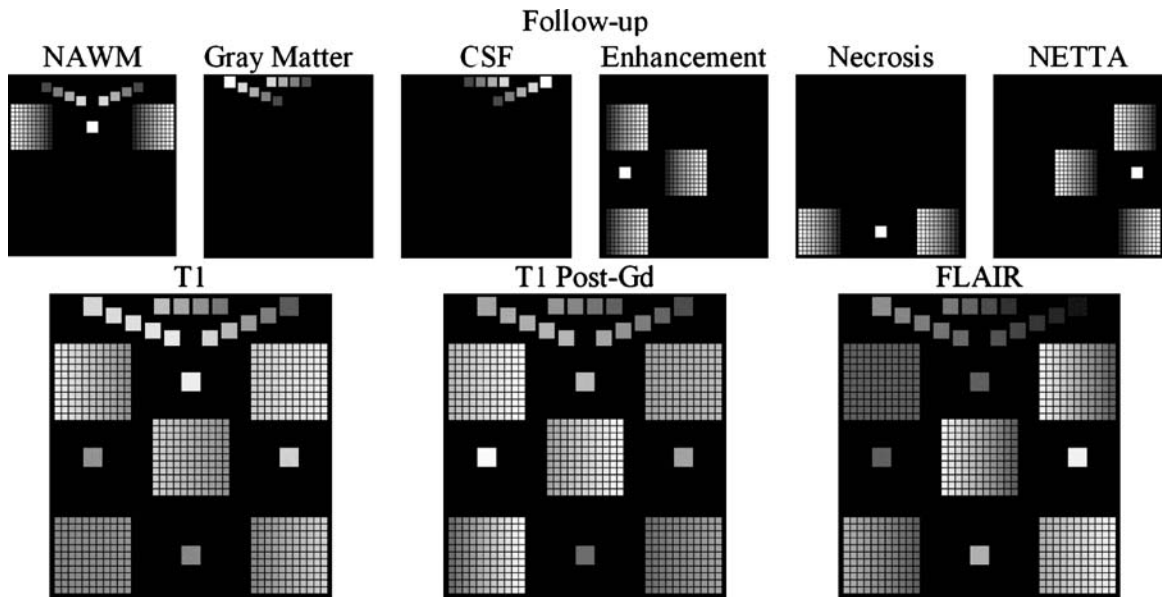 Follow-up
NAWM Gray Matter CSF Enhancement Necrosis NETTA
T1 T1 Post-Gd FLAIR